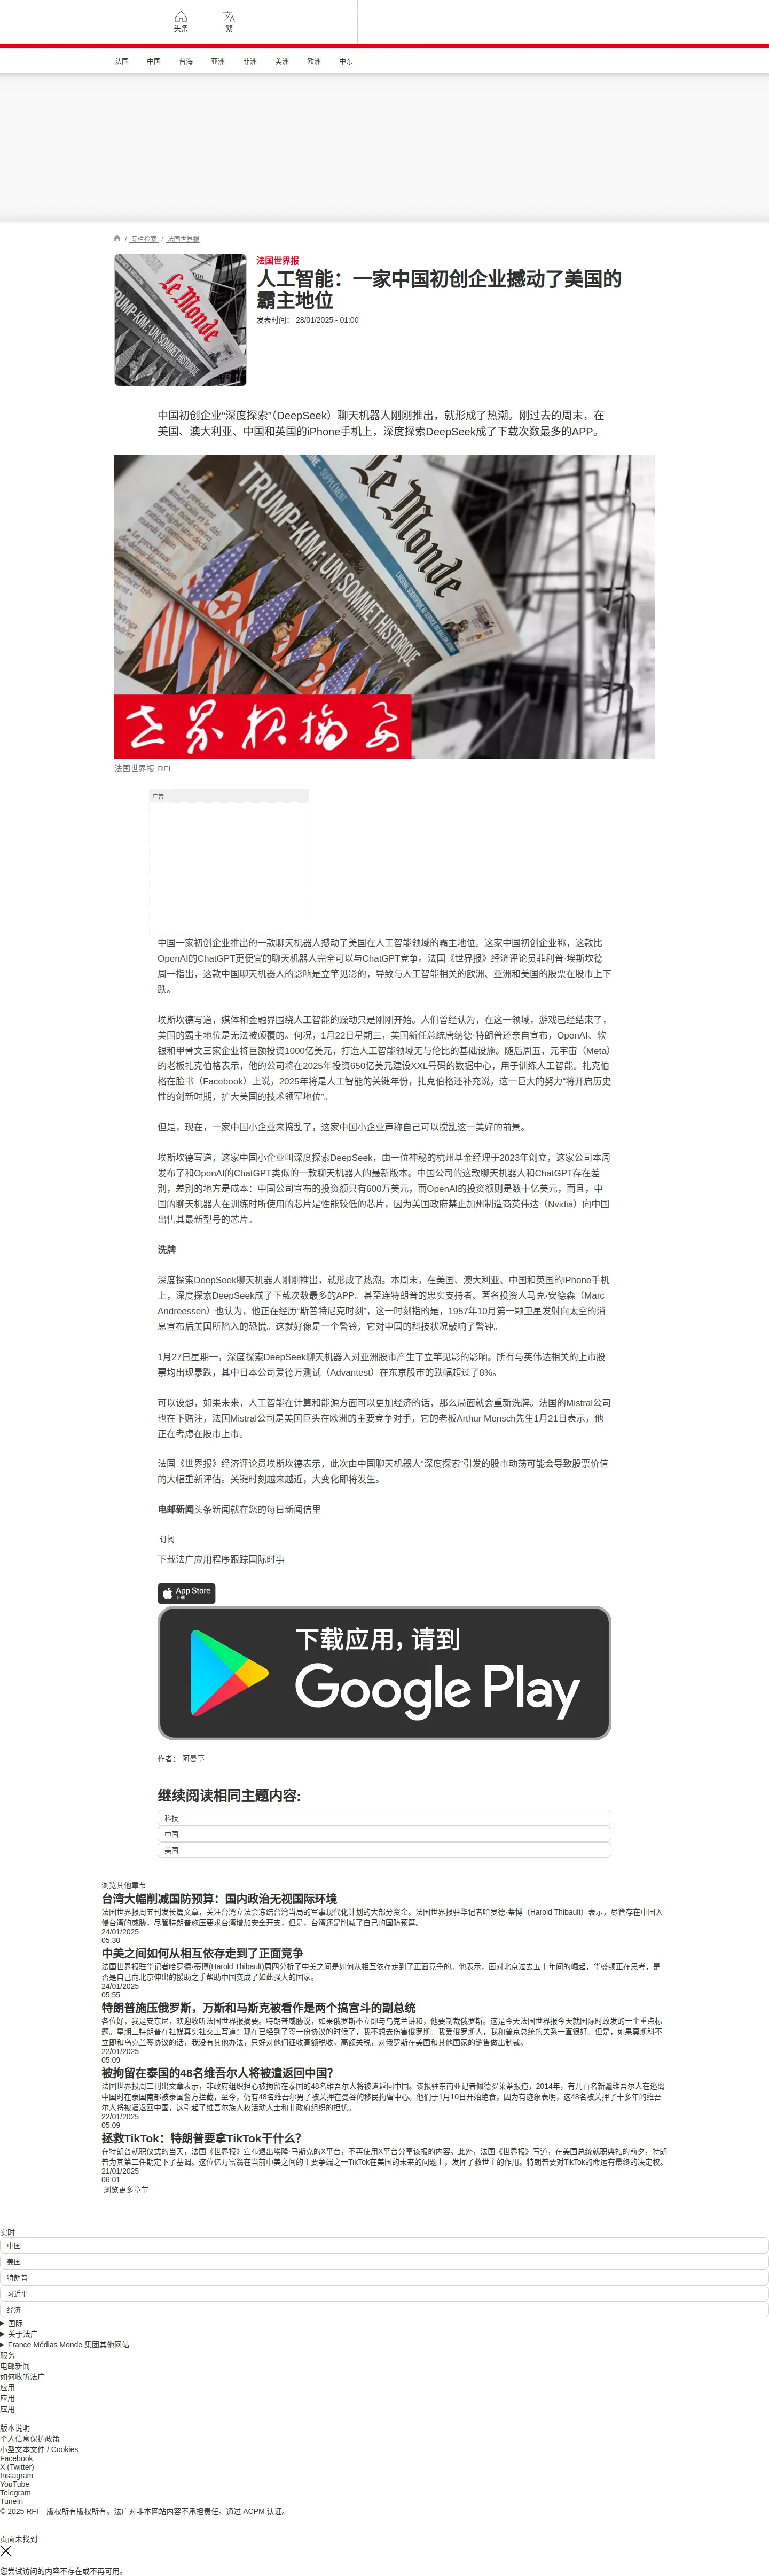 头条
繁
法国
中国
台海
亚洲
非洲
美洲
欧洲
中东
/ 专栏检索 / 法国世界报
Le Monde
TRUMP-KIM: UN SOMMET HISTORIQUE
法国世界报
人工智能：一家中国初创企业撼动了美国的
霸主地位
发表时间： 28/01/2025 - 01:00
中国初创企业“深度探索”（DeepSeek）聊天机器人刚刚推出，就形成了热潮。刚过去的周末，在
美国、澳大利亚、中国和英国的iPhone手机上，深度探索DeepSeek成了下载次数最多的APP。
Le Monde
TRUMP-KIM: UN SOMMET HISTORIQUE
世界报摘要
法国世界报 RFI
广告
中国一家初创企业推出的一款聊天机器人撼动了美国在人工智能领域的霸主地位。这家中国初创企业称，这款比
OpenAI的ChatGPT更便宜的聊天机器人完全可以与ChatGPT竞争。法国《世界报》经济评论员菲利普·埃斯坎德
周一指出，这款中国聊天机器人的影响是立竿见影的，导致与人工智能相关的欧洲、亚洲和美国的股票在股市上下
跌。
埃斯坎德写道，媒体和金融界围绕人工智能的躁动只是刚刚开始。人们曾经认为，在这一领域，游戏已经结束了，
美国的霸主地位是无法被颠覆的。何况，1月22日星期三，美国新任总统唐纳德·特朗普还亲自宣布，OpenAI、软
银和甲骨文三家企业将巨额投资1000亿美元，打造人工智能领域无与伦比的基础设施。随后周五，元宇宙（Meta）
的老板扎克伯格表示，他的公司将在2025年投资650亿美元建设XXL号码的数据中心，用于训练人工智能。扎克伯
格在脸书（Facebook）上说，2025年将是人工智能的关键年份，扎克伯格还补充说，这一巨大的努力“将开启历史
性的创新时期，扩大美国的技术领军地位”。
但是，现在，一家中国小企业来捣乱了，这家中国小企业声称自己可以搅乱这一美好的前景。
埃斯坎德写道，这家中国小企业叫深度探索DeepSeek，由一位神秘的杭州基金经理于2023年创立，这家公司本周
发布了和OpenAI的ChatGPT类似的一款聊天机器人的最新版本。中国公司的这款聊天机器人和ChatGPT存在差
别，差别的地方是成本：中国公司宣布的投资额只有600万美元，而OpenAI的投资额则是数十亿美元，而且，中
国的聊天机器人在训练时所使用的芯片是性能较低的芯片，因为美国政府禁止加州制造商英伟达（Nvidia）向中国
出售其最新型号的芯片。
洗牌
深度探索DeepSeek聊天机器人刚刚推出，就形成了热潮。本周末，在美国、澳大利亚、中国和英国的iPhone手机
上，深度探索DeepSeek成了下载次数最多的APP。甚至连特朗普的忠实支持者、著名投资人马克·安德森（Marc
Andreessen）也认为，他正在经历“斯普特尼克时刻”，这一时刻指的是，1957年10月第一颗卫星发射向太空的消
息宣布后美国所陷入的恐慌。这就好像是一个警铃，它对中国的科技状况敲响了警钟。
1月27日星期一，深度探索DeepSeek聊天机器人对亚洲股市产生了立竿见影的影响。所有与英伟达相关的上市股
票均出现暴跌，其中日本公司爱德万测试（Advantest）在东京股市的跌幅超过了8%。
可以设想，如果未来，人工智能在计算和能源方面可以更加经济的话，那么局面就会重新洗牌。法国的Mistral公司
也在下赌注，法国Mistral公司是美国巨头在欧洲的主要竞争对手，它的老板Arthur Mensch先生1月21日表示，他
正在考虑在股市上市。
法国《世界报》经济评论员埃斯坎德表示，此次由中国聊天机器人“深度探索”引发的股市动荡可能会导致股票价值
的大幅重新评估。关键时刻越来越近，大变化即将发生。
电邮新闻头条新闻就在您的每日新闻信里
订阅
下载法广应用程序跟踪国际时事
App Store
下载
下载应用，请到
Google Play
作者： 阿曼亭
继续阅读相同主题内容:
科技
中国
美国
浏览其他章节
台湾大幅削减国防预算：国内政治无视国际环境
法国世界报周五刊发长篇文章，关注台湾立法会冻结台湾当局的军事现代化计划的大部分资金。法国世界报驻华记者哈罗德·蒂博（Harold Thibault）表示，尽管存在中国入
侵台湾的威胁，尽管特朗普施压要求台湾增加安全开支，但是，台湾还是削减了自己的国防预算。
24/01/2025
05:30
中美之间如何从相互依存走到了正面竞争
法国世界报驻华记者哈罗德·蒂博(Harold Thibault)周四分析了中美之间是如何从相互依存走到了正面竞争的。他表示，面对北京过去五十年间的崛起，华盛顿正在思考，是
否是自己向北京伸出的援助之手帮助中国变成了如此强大的国家。
24/01/2025
05:55
特朗普施压俄罗斯，万斯和马斯克被看作是两个搞宫斗的副总统
各位好，我是安东尼，欢迎收听法国世界报摘要。特朗普威胁说，如果俄罗斯不立即与乌克兰讲和，他要制裁俄罗斯。这是今天法国世界报今天就国际时政发的一个重点标
题。星期三特朗普在社媒真实社交上写道：现在已经到了签一份协议的时候了，我不想去伤害俄罗斯。我爱俄罗斯人，我和普京总统的关系一直很好。但是，如果莫斯科不
立即和乌克兰签协议的话，我没有其他办法，只好对他们征收高额税收，高额关税，对俄罗斯在美国和其他国家的销售做出制裁。
22/01/2025
05:09
被拘留在泰国的48名维吾尔人将被遣返回中国？
法国世界报周二刊出文章表示，非政府组织担心被拘留在泰国的48名维吾尔人将被遣返回中国。该报驻东南亚记者佩德罗莱蒂报道，2014年，有几百名新疆维吾尔人在逃离
中国时在泰国南部被泰国警方拦截，至今，仍有48名维吾尔男子被关押在曼谷的移民拘留中心。他们于1月10日开始绝食，因为有迹象表明，这48名被关押了十多年的维吾
尔人将被遣返回中国，这引起了维吾尔族人权活动人士和非政府组织的担忧。
22/01/2025
05:09
拯救TikTok：特朗普要拿TikTok干什么？
在特朗普就职仪式的当天，法国《世界报》宣布退出埃隆·马斯克的X平台，不再使用X平台分享该报的内容。此外，法国《世界报》写道，在美国总统就职典礼的前夕，特朗
普为其第二任期定下了基调。这位亿万富翁在当前中美之间的主要争端之一TikTok在美国的未来的问题上，发挥了救世主的作用。特朗普要对TikTok的命运有最终的决定权。
21/01/2025
06:01
浏览更多章节
实时
中国
美国
特朗普
习近平
经济
国际
关于法广
France Médias Monde 集团其他网站
服务
电邮新闻
如何收听法广
应用
应用
应用
版本说明
个人信息保护政策
小型文本文件 / Cookies
Facebook
X (Twitter)
Instagram
YouTube
Telegram
TuneIn
© 2025 RFI – 版权所有版权所有。法广对非本网站内容不承担责任。通过 ACPM 认证。
页面未找到
您尝试访问的内容不存在或不再可用。